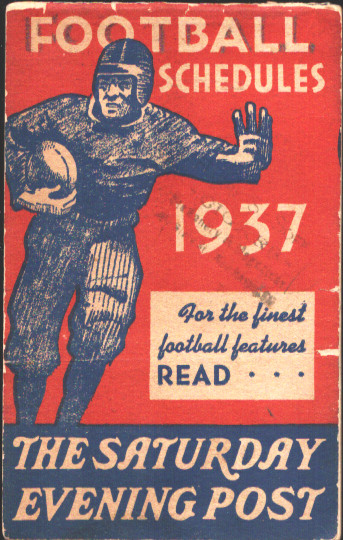 FOOTBALL
SCHEDULES
1937
For the finest
football features
READ · · ·
THE SATURDAY
EVENING POST